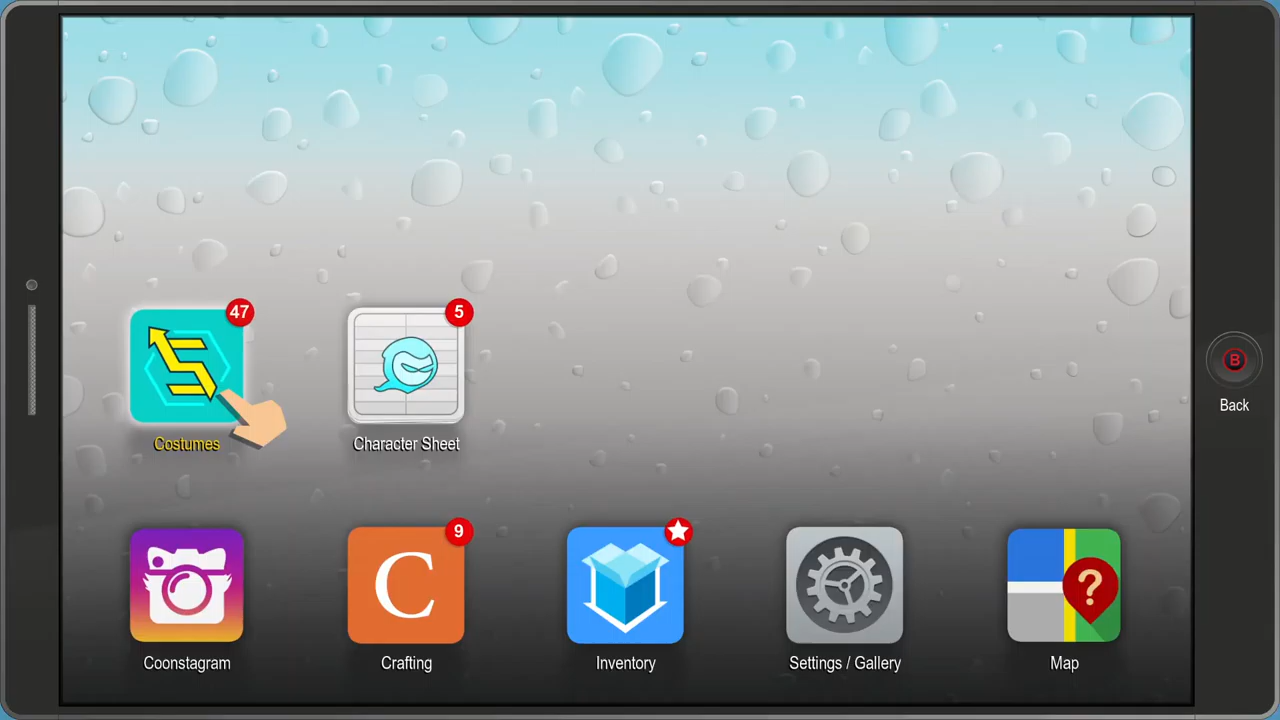 47
5
Costumes
Character Sheet
B
Back
9
C
?
Coonstagram
Crafting
Inventory
Settings / Gallery
Map